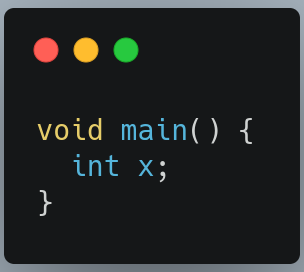 void main() {
  int x;
}